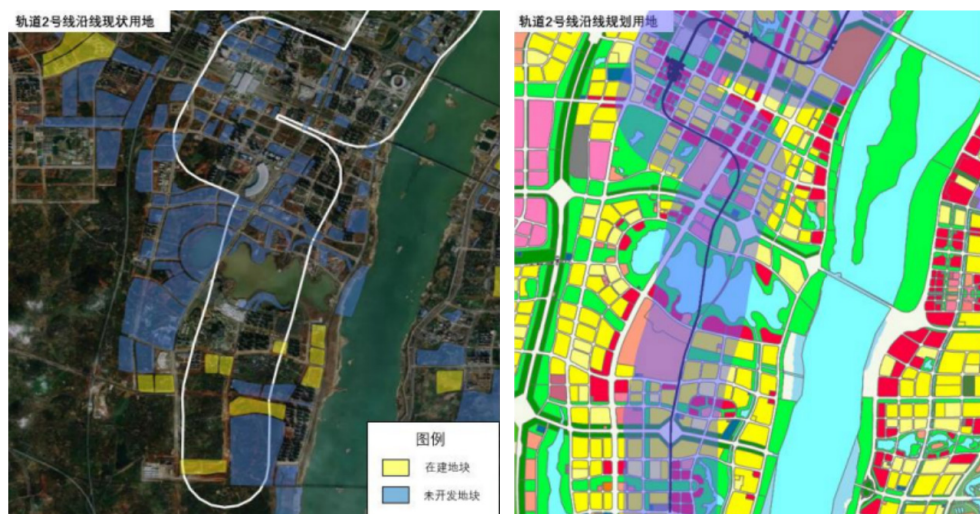 轨道2号线沿线现状用地
轨道2号线沿线规划用地
图例
在建地块
未开发地块